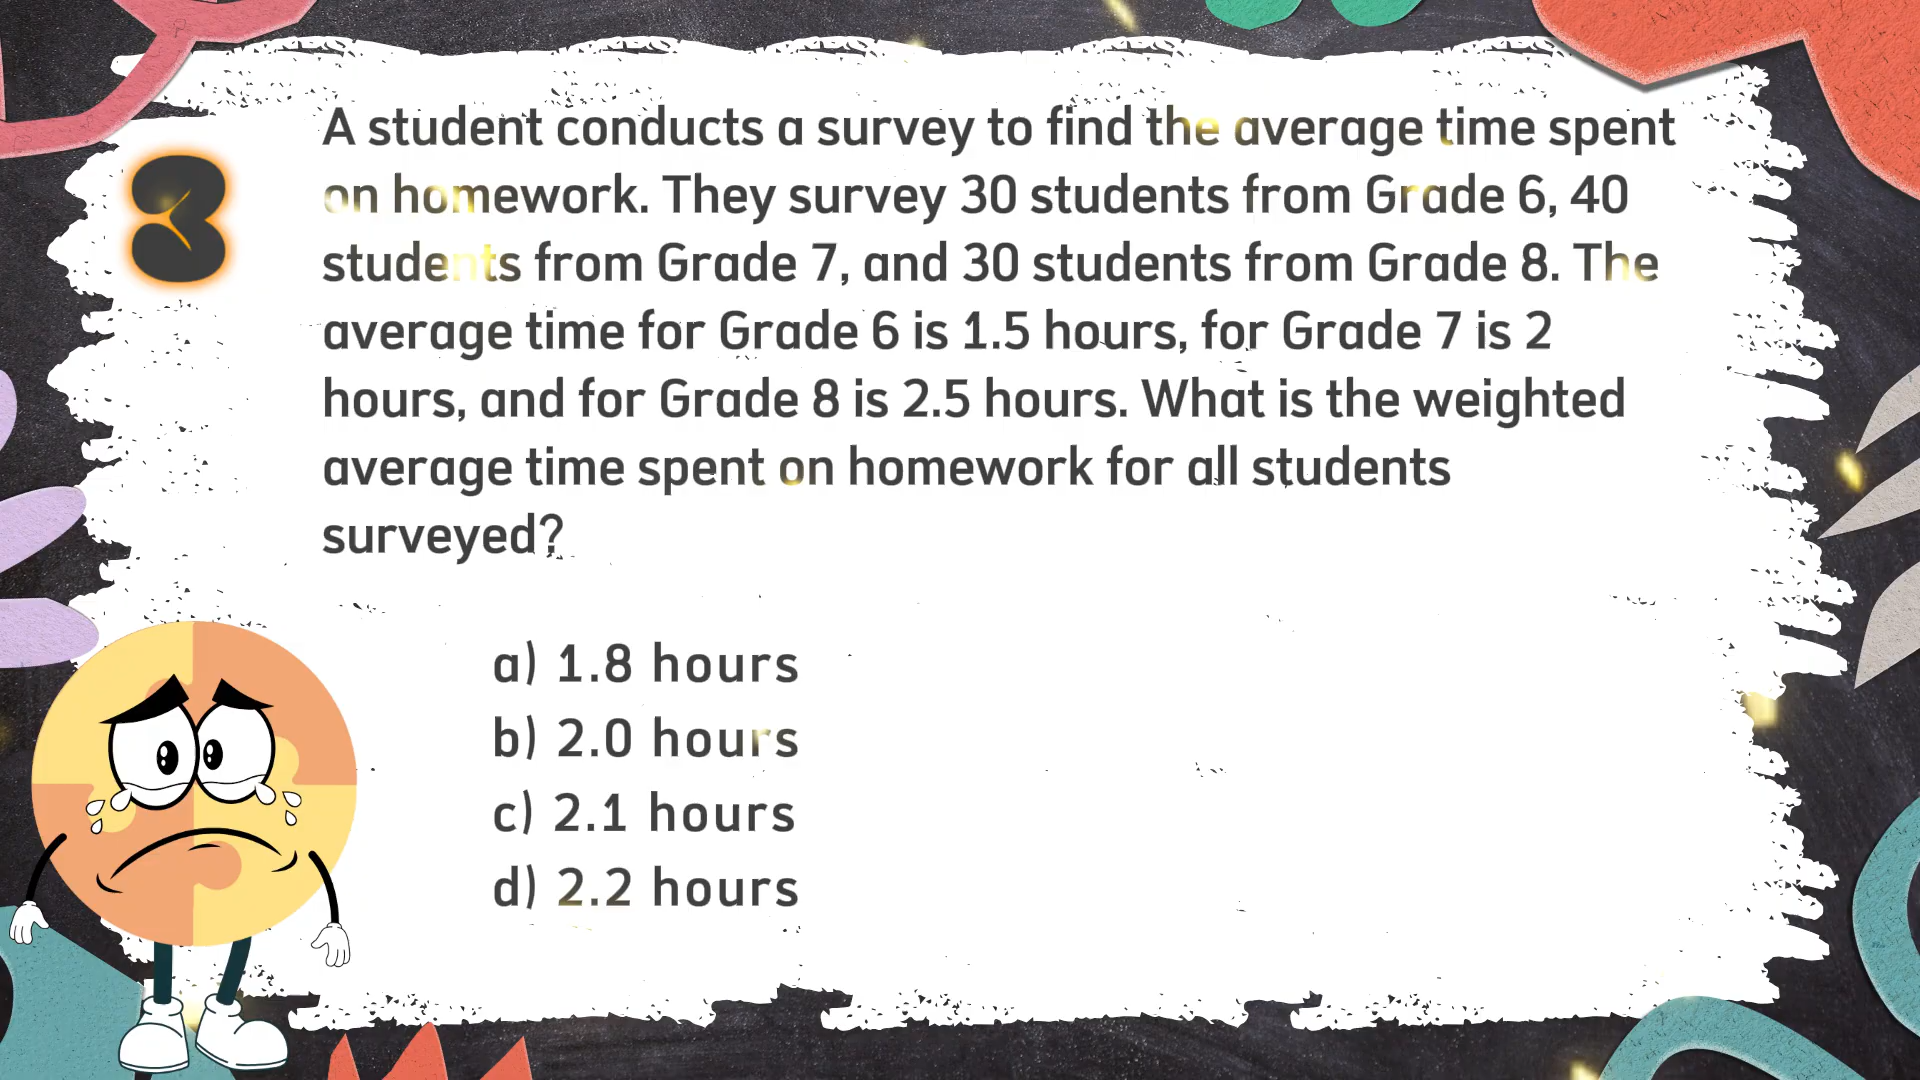 3
A student conducts a survey to find the average time spent
on homework. They survey 30 students from Grade 6, 40
students from Grade 7, and 30 students from Grade 8. The
average time for Grade 6 is 1.5 hours, for Grade 7 is 2
hours, and for Grade 8 is 2.5 hours. What is the weighted
average time spent on homework for all students
surveyed?
a) 1.8 hours
b) 2.0 hours
c) 2.1 hours
d) 2.2 hours